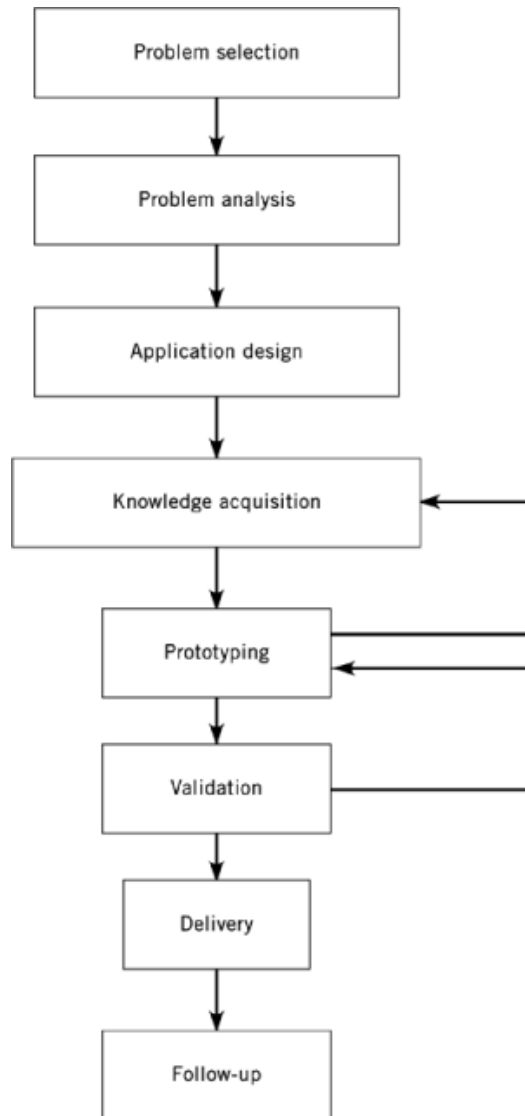 Problem selection
Problem analysis
Application design
Knowledge acquisition
Prototyping
Validation
Delivery
Follow-up